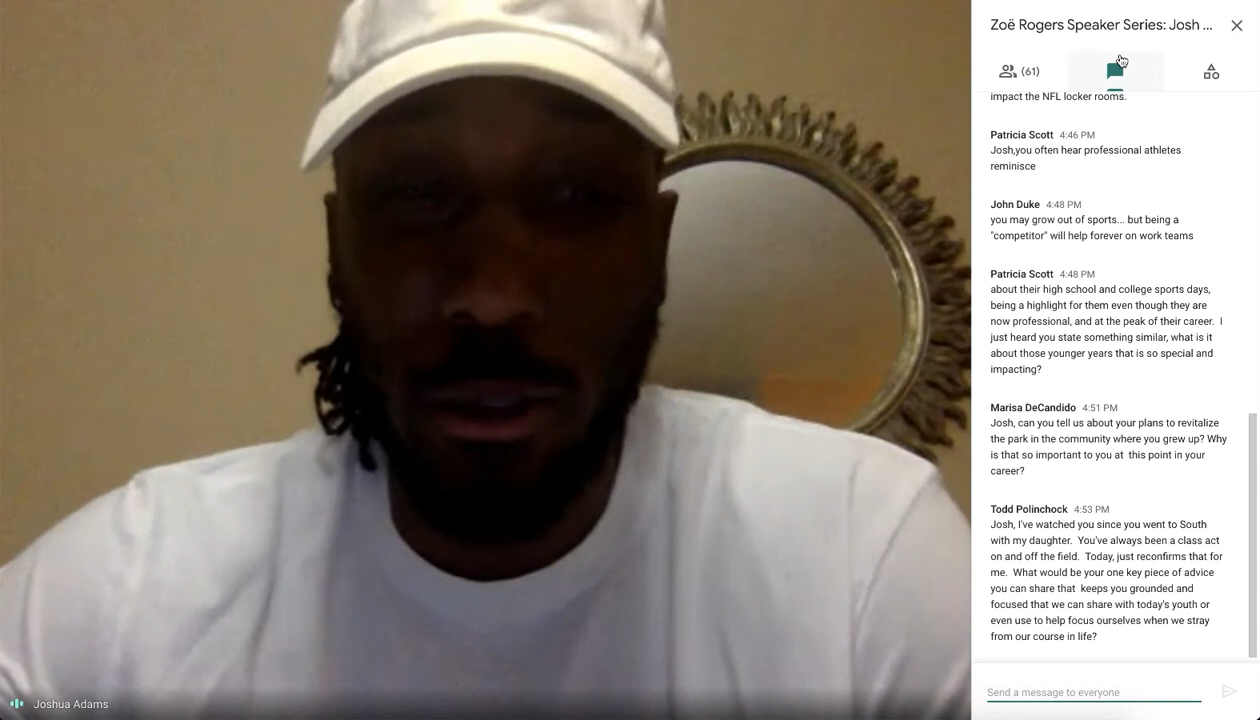 Zoë Rogers Speaker Series: Josh ...
(61)
impact the NFL locker rooms.
Patricia Scott 4:46 PM
Josh,you often hear professional athletes
reminisce
John Duke 4:48 PM
you may grow out of sports... but being a
"competitor" will help forever on work teams
Patricia Scott 4:48 PM
about their high school and college sports days,
being a highlight for them even though they are
now professional, and at the peak of their career.  I
just heard you state something similar, what is it
about those younger years that is so special and
impacting?
Marisa DeCandido 4:51 PM
Josh, can you tell us about your plans to revitalize
the park in the community where you grew up? Why
is that so important to you at  this point in your
career?
Todd Polinchock 4:53 PM
Josh, I've watched you since you went to South
with my daughter.  You've always been a class act
on and off the field.  Today, just reconfirms that for
me.  What would be your one key piece of advice
you can share that  keeps you grounded and
focused that we can share with today's youth or
even use to help focus ourselves when we stray
from our course in life?
Send a message to everyone
Joshua Adams